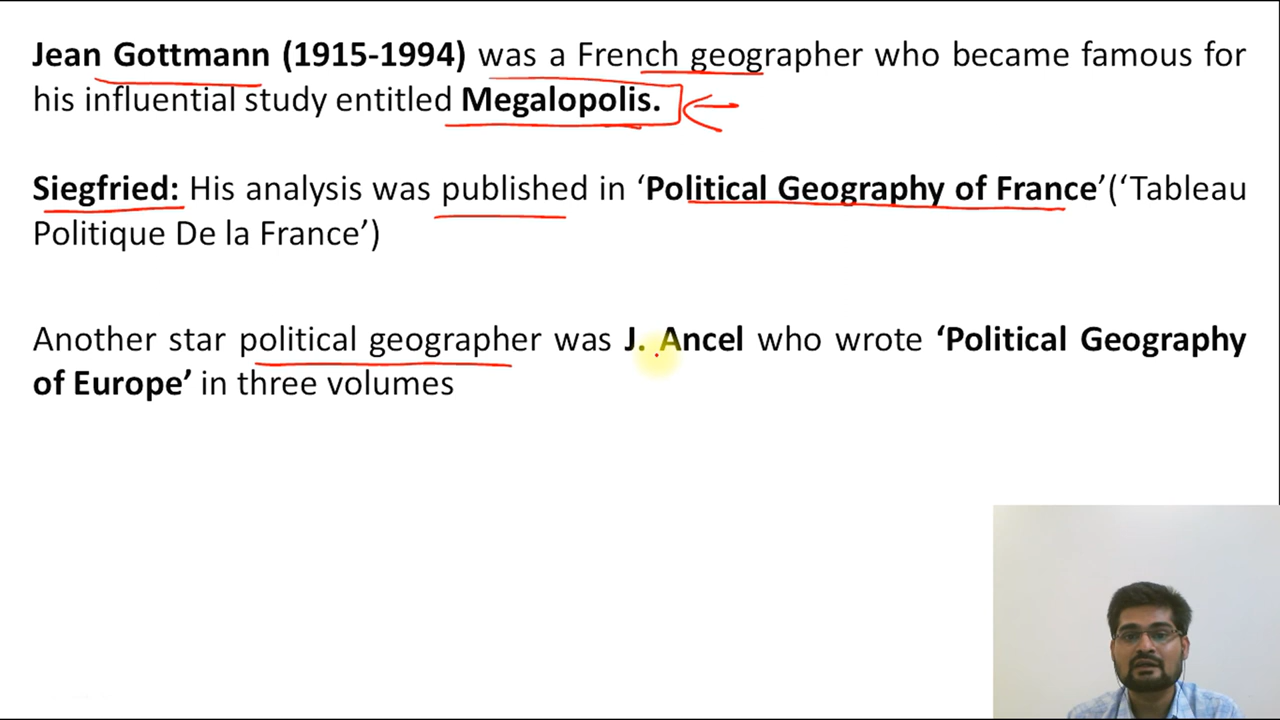 Jean Gottmann (1915-1994) was a French geographer who became famous for
his influential study entitled Megalopolis.
Siegfried: His analysis was published in ‘Political Geography of France’(‘Tableau
Politique De la France’)
Another star political geographer was J. Ancel who wrote ‘Political Geography
of Europe’ in three volumes